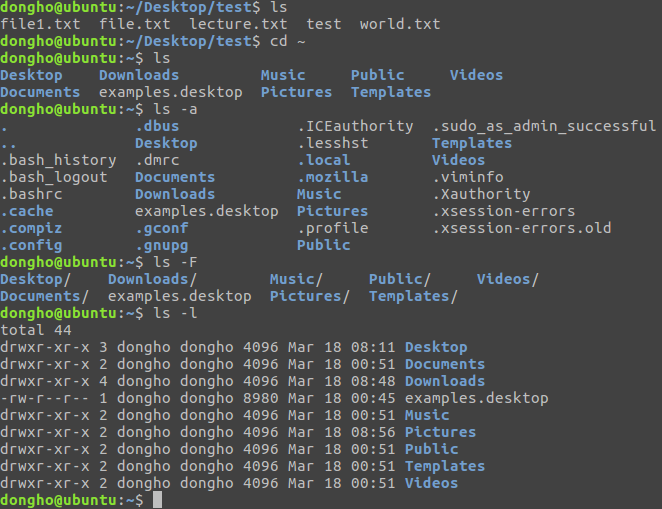 dongho@ubuntu:~/Desktop/test$ ls
file1.txt  file.txt  lecture.txt  test  world.txt
dongho@ubuntu:~/Desktop/test$ cd ~
dongho@ubuntu:~$ ls
Desktop    Downloads         Music     Public     Videos
Documents  examples.desktop  Pictures  Templates
dongho@ubuntu:~$ ls -a
.              .dbus             .ICEauthority  .sudo_as_admin_successful
..             Desktop           .lesshst       Templates
.bash_history  .dmrc             .local         Videos
.bash_logout   Documents         .mozilla       .viminfo
.bashrc        Downloads         Music          .Xauthority
.cache         examples.desktop  Pictures       .xsession-errors
.compiz        .gconf            .profile       .xsession-errors.old
.config        .gnupg            Public
dongho@ubuntu:~$ ls -F
Desktop/    Downloads/        Music/     Public/     Videos/
Documents/  examples.desktop  Pictures/  Templates/
dongho@ubuntu:~$ ls -l
total 44
drwxr-xr-x 3 dongho dongho 4096 Mar 18 08:11 Desktop
drwxr-xr-x 2 dongho dongho 4096 Mar 18 00:51 Documents
drwxr-xr-x 4 dongho dongho 4096 Mar 18 08:48 Downloads
-rw-r--r-- 1 dongho dongho 8980 Mar 18 00:45 examples.desktop
drwxr-xr-x 2 dongho dongho 4096 Mar 18 00:51 Music
drwxr-xr-x 2 dongho dongho 4096 Mar 18 08:56 Pictures
drwxr-xr-x 2 dongho dongho 4096 Mar 18 00:51 Public
drwxr-xr-x 2 dongho dongho 4096 Mar 18 00:51 Templates
drwxr-xr-x 2 dongho dongho 4096 Mar 18 00:51 Videos
dongho@ubuntu:~$